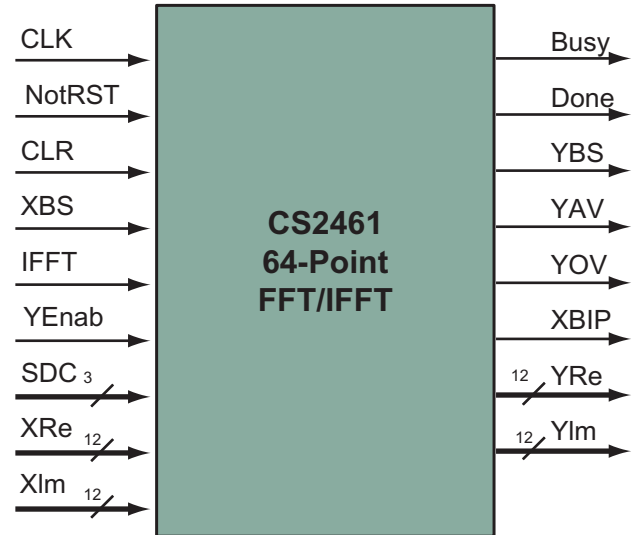 CLK
NotRST
CLR
XBS
IFFT
YEnab
SDC 3
XRe 12
XIm 12
CS2461
64-Point
FFT/IFFT
Busy
Done
YBS
YAV
YOV
XBIP
12 YRe
12 YIm